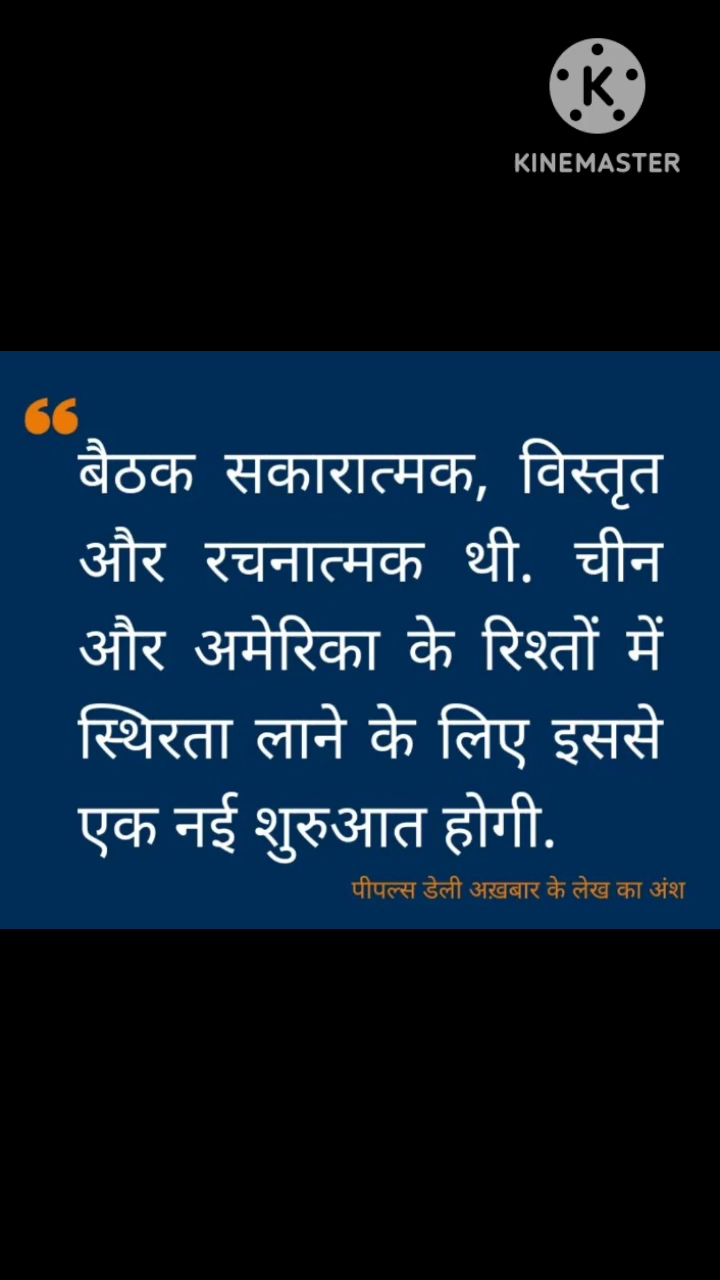 K
KINEMASTER
“
बैठक सकारात्मक, विस्तृत
और रचनात्मक थी. चीन
और अमेरिका के रिश्तों में
स्थिरता लाने के लिए इससे
एक नई शुरुआत होगी.
पीपल्स डेली अख़बार के लेख का अंश